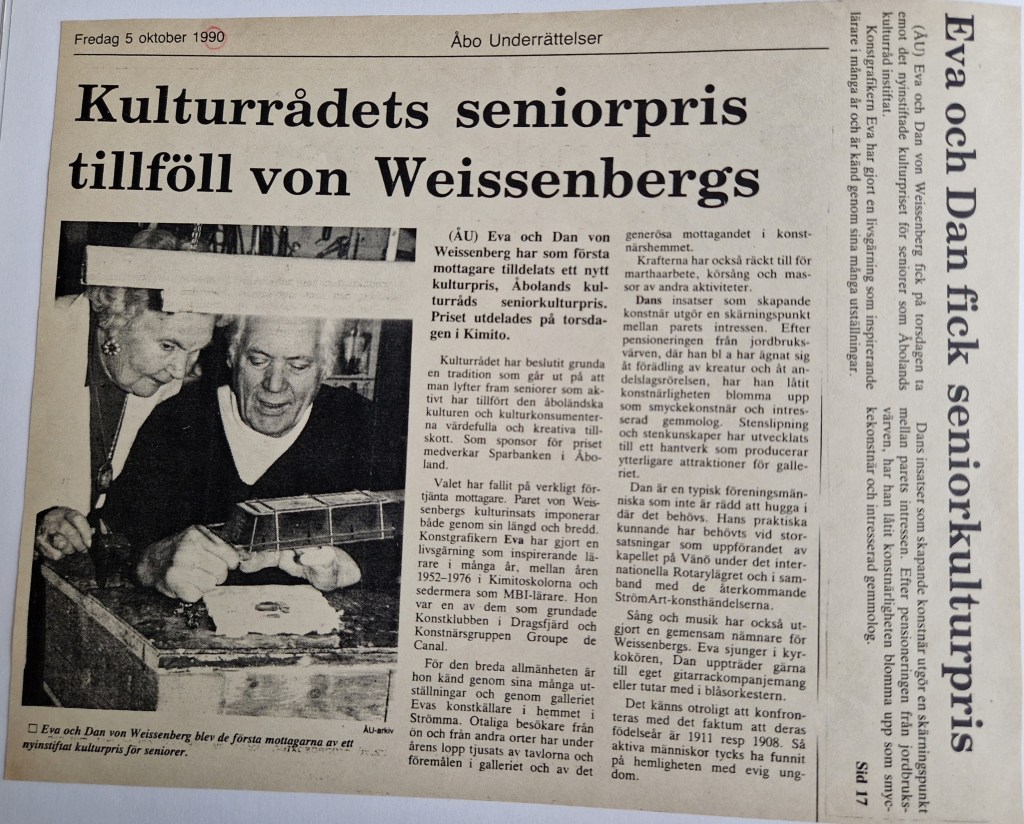 Fredag 5 oktober 1990
Åbo Underrättelser
Kulturrådets seniorpris
tillföll von Weissenbergs
(ÅU) Eva och Dan von
Weissenberg har som första
mottagare tilldelats ett nytt
kulturpris, Åbolands kul-
turråds seniorkulturpris.
Priset utdelades på torsda-
gen i Kimito.
Kulturrådet har beslutit grunda
en tradition som går ut på att
man lyfter fram seniorer som ak-
tivt har tillfört den åboländska
kulturen och kulturkonsumenter-
na värdefulla och kreativa till-
skott. Som sponsor för priset
medverkar Sparbanken i Åbo-
land.
Valet har fallit på verkligt för-
tjänta mottagare. Paret von Weis-
senbergs kulturinsats imponerar
både genom sin längd och bredd.
Konstgrafikern Eva har gjort en
livsgärning som inspirerande lä-
rare i många år, mellan åren
1952–1976 i Kimitoskolorna och
sedermera som MBI-lärare. Hon
var en av dem som grundade
Konstklubben i Dragsfjärd och
Konstnärsgruppen Groupe de
Canal.
För den breda allmänheten är
hon känd genom sina många ut-
ställningar och genom galleriet
Evas konstkällare i hemmet i
Strömma. Otaliga besökare från
ön och från andra orter har under
årens lopp tjusats av tavlorna och
föremålen i galleriet och av det
generösa mottagandet i konst-
närshemmet.
Krafterna har också räckt till för
marthaarbete, körsång och mas-
sor av andra aktiviteter.
Dans insatser som skapande
konstnär utgör en skärningspunkt
mellan parets intressen. Efter
pensioneringen från jordbruks-
värven, där han bl a har ägnat sig
åt förädling av kreatur och åt an-
delslagsrörelsen, har han låtit
konstnärligheten blomma upp
som smyckekonstnär och intres-
serad gemmolog. Stenslipning
och stenkunskaper har utvecklats
till ett hantverk som producerar
ytterligare attraktioner för galle-
riet.
Dan är en typisk föreningsmän-
niska som inte är rädd att hugga i
där det behövs. Hans praktiska
kunnande har behövts vid stor-
satsningar som uppförandet av
kapellet på Vänö under det inter-
nationella Rotarylägret och i sam-
band med de återkommande
StrömArt-konsthändelserna.
Sång och musik har också ut-
gjort en gemensam nämnare för
Weissenbergs. Eva sjunger i kyr-
kokören, Dan uppträder gärna
till eget gitarrackompanjemang
eller tutar med i blåsorkestern.
Det känns otroligt att konfron-
teras med det faktum att deras
födelseår är 1911 resp 1908. Så
aktiva människor tycks ha funnit
på hemligheten med evig ung-
dom.
ÅU-arkiv
□ Eva och Dan von Weissenberg blev de första mottagarna av ett
nyinstiftat kulturpris för seniorer.
Eva och Dan fick seniorkulturpris
(ÅU) Eva och Dan von Weissenberg fick på torsdagen ta
emot det nyinstiftade kulturpriset för seniorer som Åbolands
kulturråd instiftat.
Konstgrafikern Eva har gjort en livsgärning som inspirerande
lärare i många år och är känd genom sina många utställningar.
Dans insatser som skapande konstnär utgör en skärningspunkt
mellan parets intressen. Efter pensioneringen från jordbruks-
värven, har han låtit konstnärligheten blomma upp som smyc-
kekonstnär och intresserad gemmolog.
Sid 17